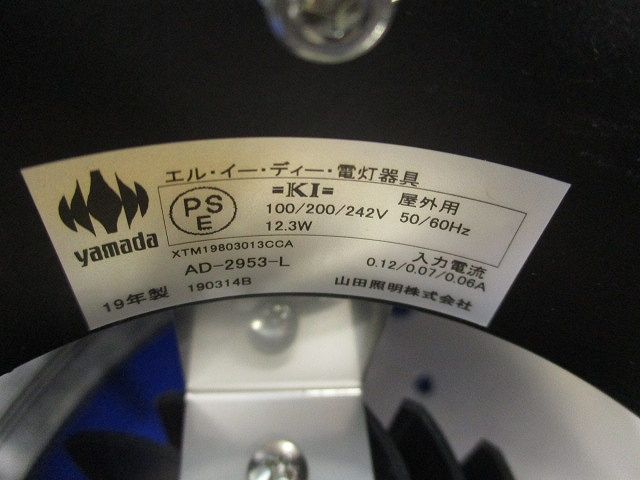 エル・イー・ディー・電灯器具
PS
E
=KI=
屋外用
100/200/242V 50/60Hz
12.3W
yamada
XTM19803013CCA
入力電流
AD-2953-L
0.12/0.07/0.06A
19年製 190314B
山田照明株式会社